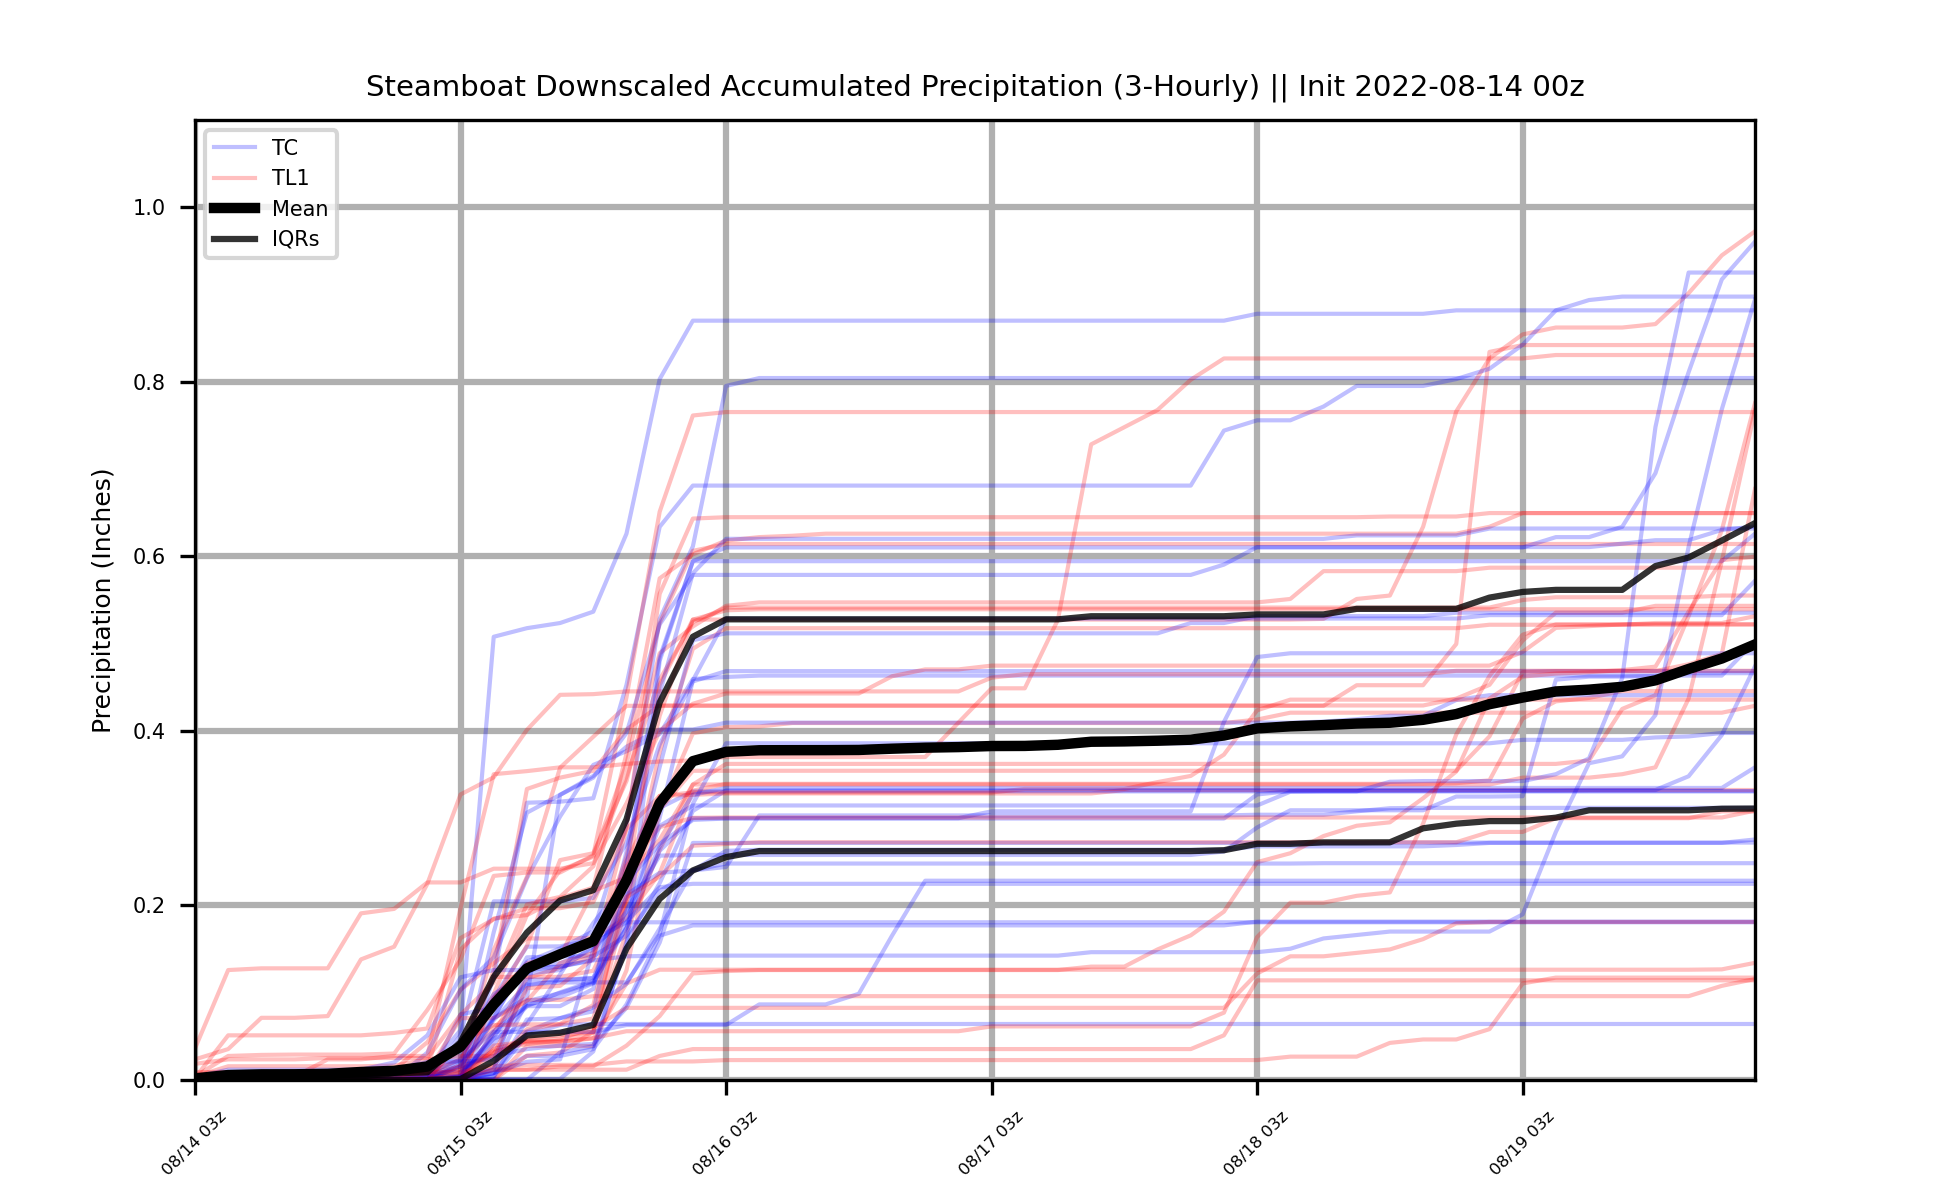 Steamboat Downscaled Accumulated Precipitation (3-Hourly) || Init 2022-08-14 00z
TC
TL1
Mean
IQRs
Precipitation (Inches)
1.0
0.8
0.6
0.4
0.2
0.0
08/14 03z
08/15 03z
08/16 03z
08/17 03z
08/18 03z
08/19 03z